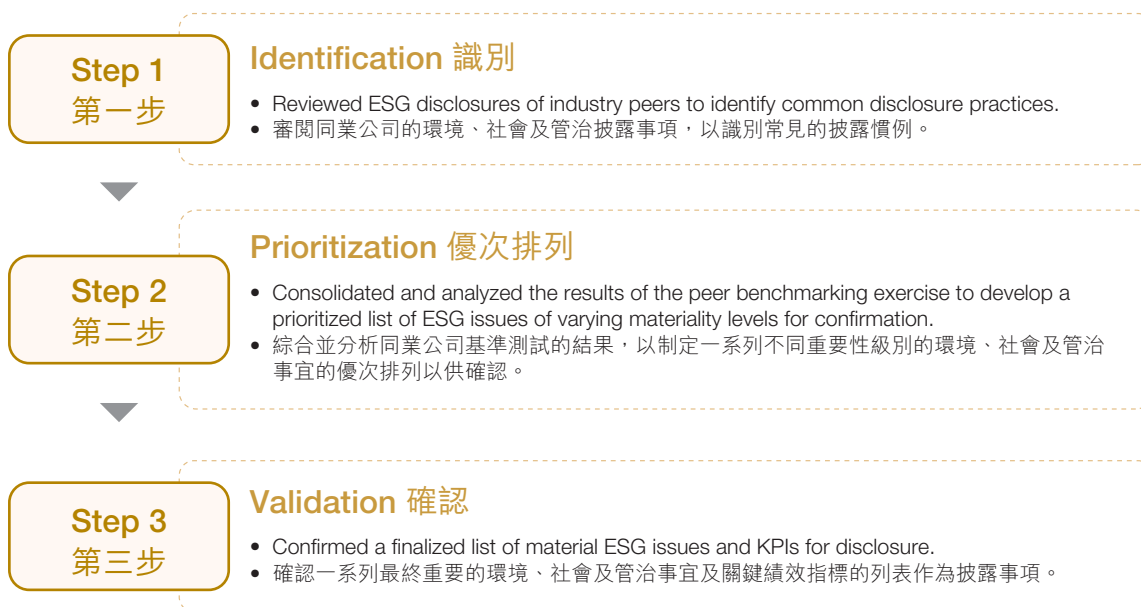 Step 1
第一步
Identification 識別
• Reviewed ESG disclosures of industry peers to identify common disclosure practices.
• 審閱同業公司的環境、社會及管治披露事項，以識別常見的披露慣例。
Step 2
第二步
Prioritization 優次排列
• Consolidated and analyzed the results of the peer benchmarking exercise to develop a
prioritized list of ESG issues of varying materiality levels for confirmation.
• 綜合並分析同業公司基準測試的結果，以制定一系列不同重要性級別的環境、社會及管治
事宜的優次排列以供確認。
Step 3
第三步
Validation 確認
• Confirmed a finalized list of material ESG issues and KPIs for disclosure.
• 確認一系列最終重要的環境、社會及管治事宜及關鍵績效指標的列表作為披露事項。